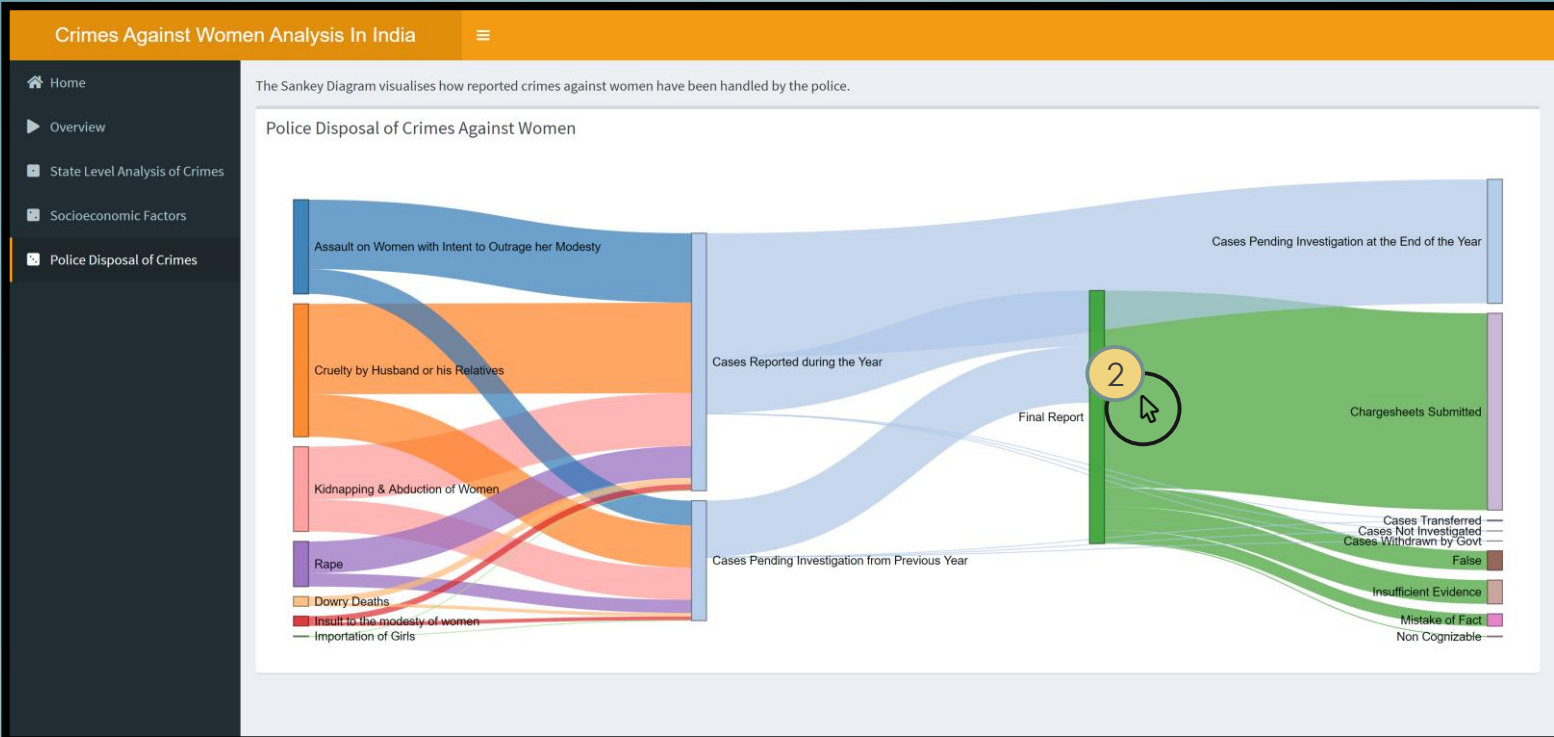 Crimes Against Women Analysis In India
Home
Overview
State Level Analysis of Crimes
Socioeconomic Factors
Police Disposal of Crimes
The Sankey Diagram visualises how reported crimes against women have been handled by the police.
Police Disposal of Crimes Against Women
Assault on Women with Intent to Outrage her Modesty
Cruelty by Husband or his Relatives
Kidnapping & Abduction of Women
Rape
Dowry Deaths
Insult to the modesty of women
Importation of Girls
Cases Reported during the Year
Cases Pending Investigation from Previous Year
2
Final Report
Cases Pending Investigation at the End of the Year
Chargesheets Submitted
Cases Transferred
Cases Not Investigated
Cases Withdrawn by Govt
False
Insufficient Evidence
Mistake of Fact
Non Cognizable